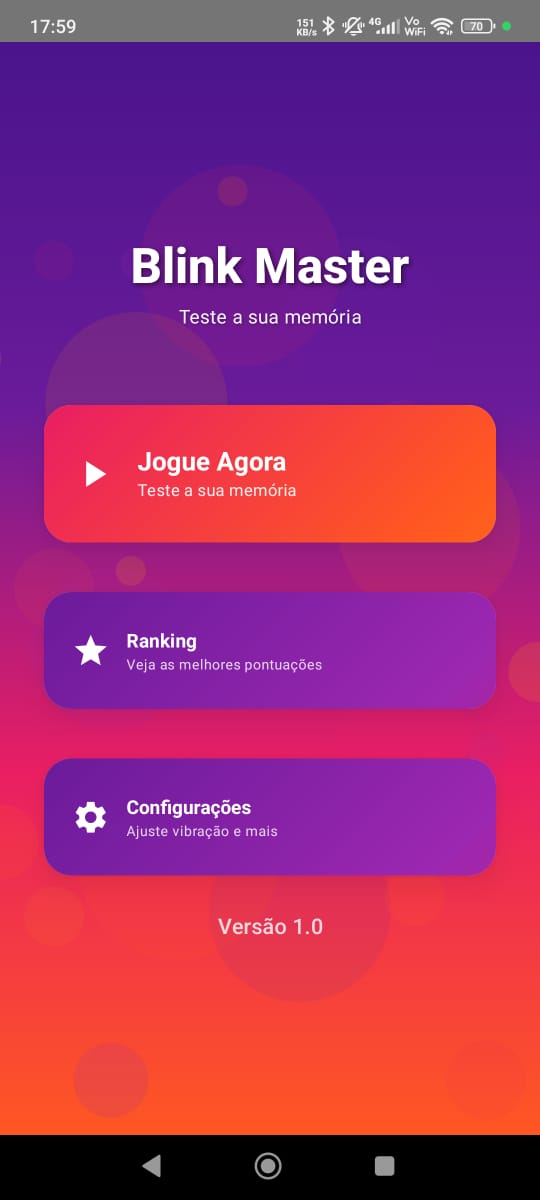 17:59
151
KB/s
4G
Vo
WiFi
70
Blink Master
Teste a sua memória
Jogue Agora
Teste a sua memória
Ranking
Veja as melhores pontuações
Configurações
Ajuste vibração e mais
Versão 1.0